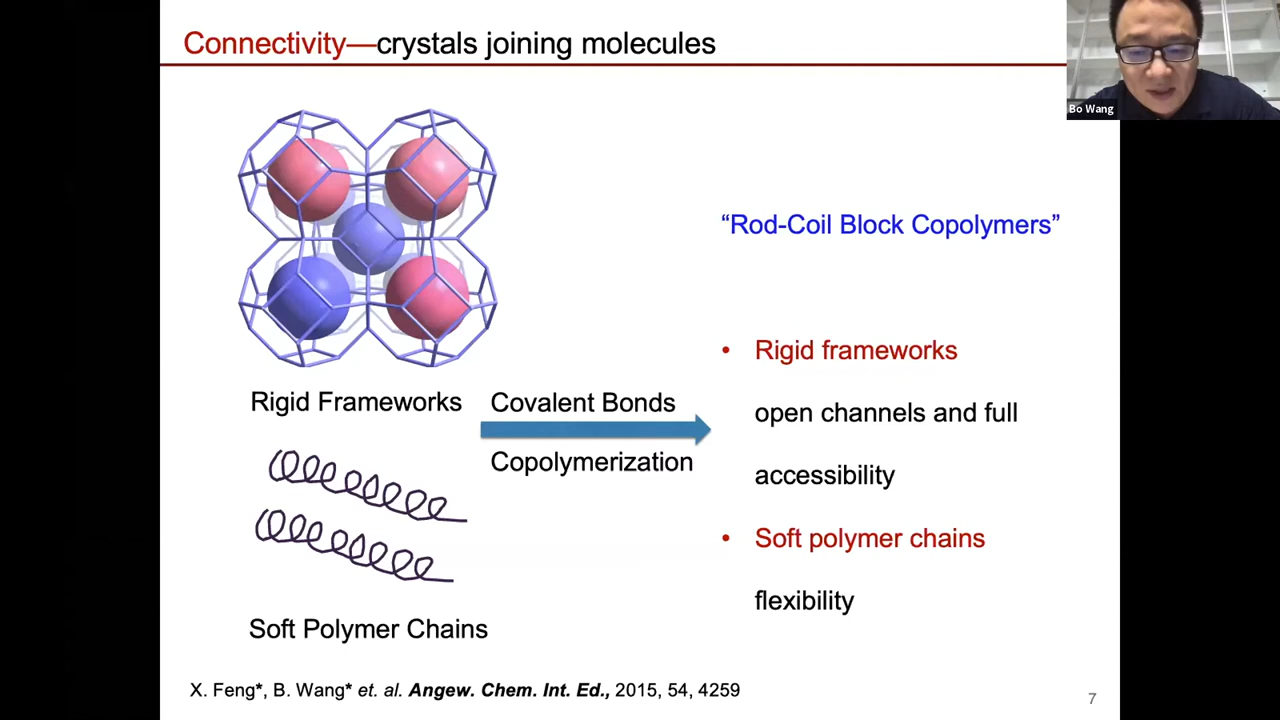 Connectivity—crystals joining molecules
Bo Wang
"Rod-Coil Block Copolymers"
Rigid Frameworks
Covalent Bonds
Copolymerization
Soft Polymer Chains
• Rigid frameworks
open channels and full
accessibility
• Soft polymer chains
flexibility
X. Feng*, B. Wang* et. al. Angew. Chem. Int. Ed., 2015, 54, 4259
7